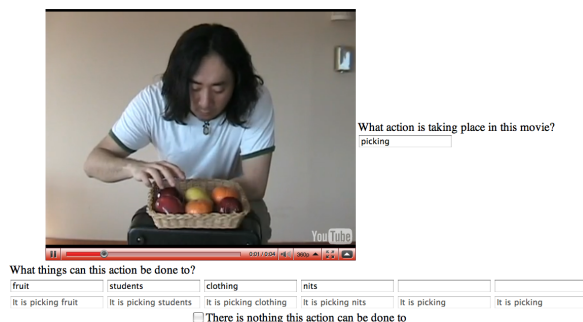 YouTube
What action is taking place in this movie?
picking
0:01 / 0:04 360p
What things can this action be done to?
fruit students clothing nits
It is picking fruit It is picking students It is picking clothing It is picking nits It is picking It is picking
There is nothing this action can be done to